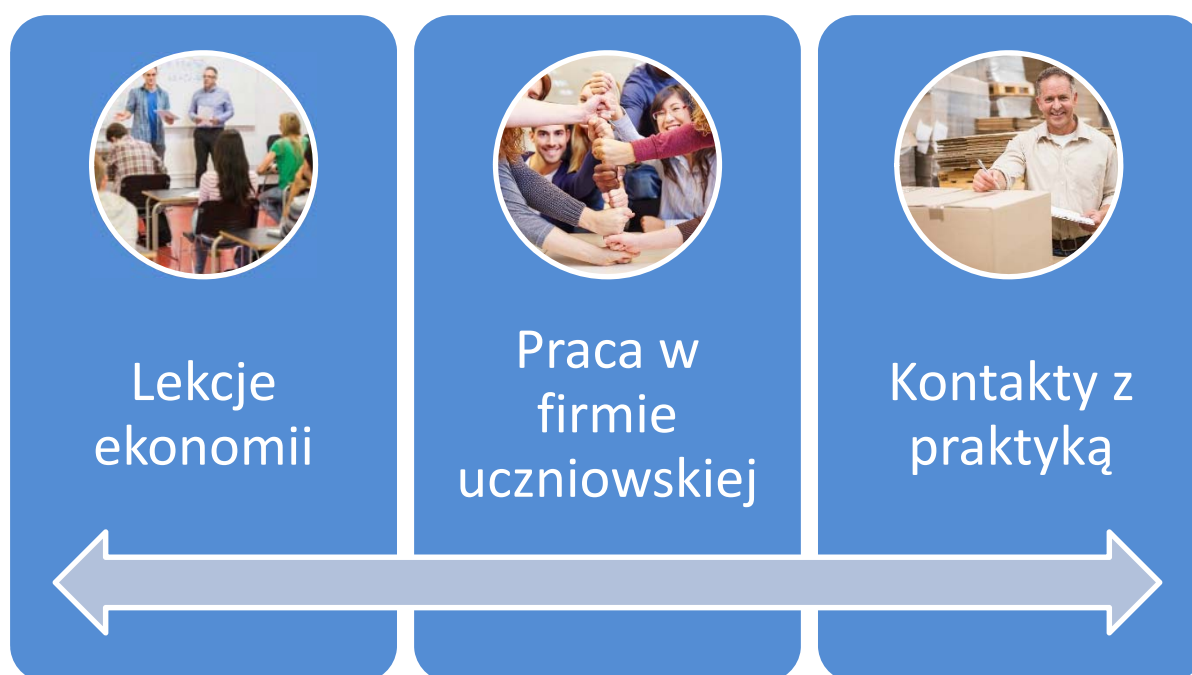 Lekcje
ekonomii
Praca w
firmie
uczniowskiej
Kontakty z
praktyką